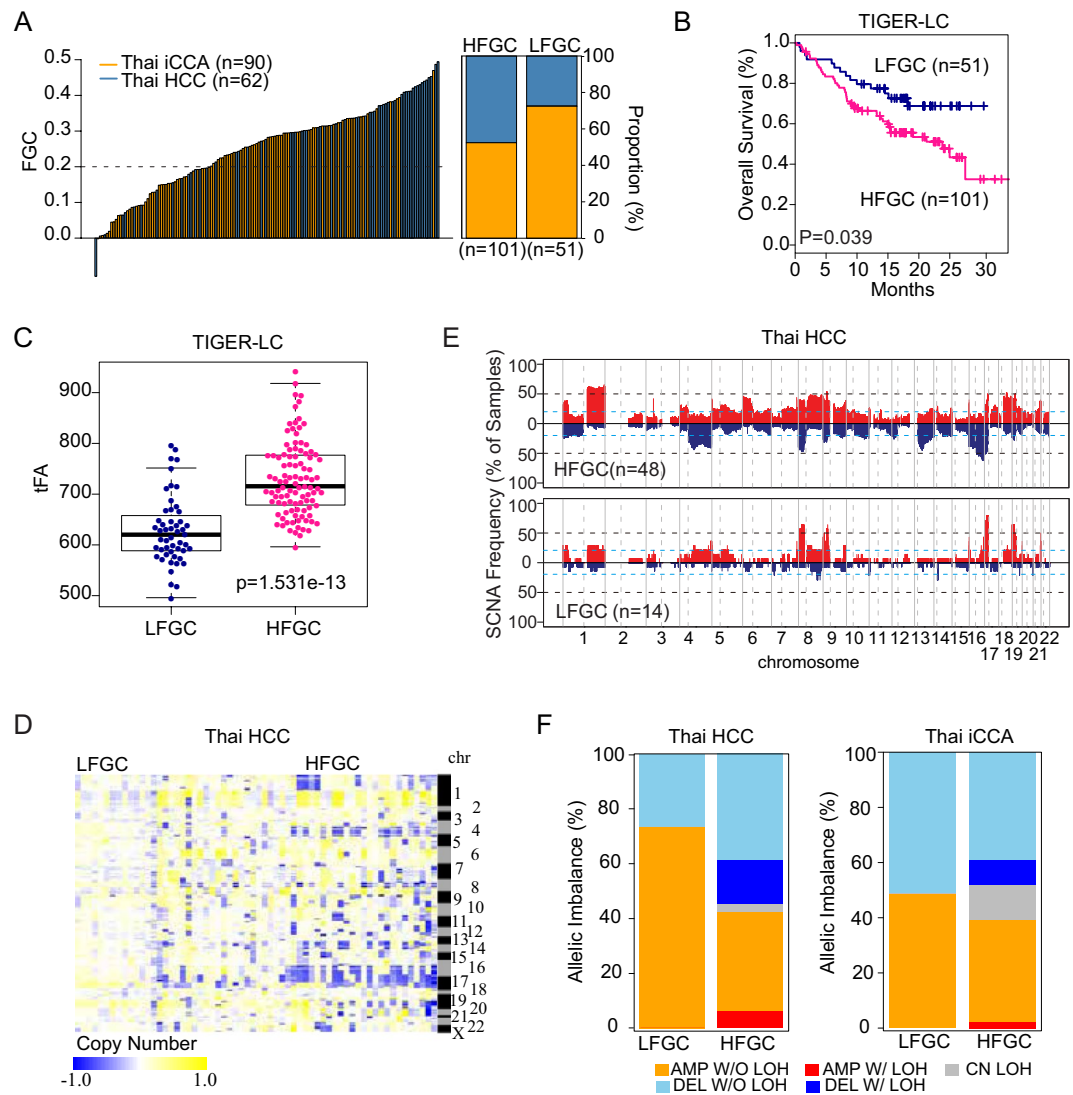 A
Thai iCCA (n=90)
Thai HCC (n=62)
FGC
0.5
0.4
0.3
0.2
0.1
0.0
HFGC
LFGC
100
80
60
40
20
0
Proportion (%)
(n=101)
(n=51)
B
TIGER-LC
Overall Survival (%)
1.0
0.8
0.6
0.4
0.2
0.0
LFGC (n=51)
HFGC (n=101)
P=0.039
0 5 10 15 20 25 30
Months
C
TIGER-LC
tFA
900
800
700
600
500
p=1.531e-13
LFGC
HFGC
E
Thai HCC
SCNA Frequency (% of Samples)
100
50
0
50
100
HFGC(n=48)
100
50
0
50
100
LFGC (n=14)
1 2 3 4 5 6 7 8 9 10 11 12 13 14 15 16 18 20 22
17 19 21
chromosome
D
Thai HCC
LFGC
HFGC
chr
1
2
3
4
5
6
7
8
9
10
11
12
13
14
15
16
17
18
19
20
21
22
X
Copy Number
-1.0
1.0
F
Thai HCC
Allelic Imbalance (%)
100
80
60
40
20
0
LFGC
HFGC
Thai iCCA
Allelic Imbalance (%)
100
80
60
40
20
0
LFGC
HFGC
AMP W/O LOH
AMP W/ LOH
CN LOH
DEL W/O LOH
DEL W/ LOH